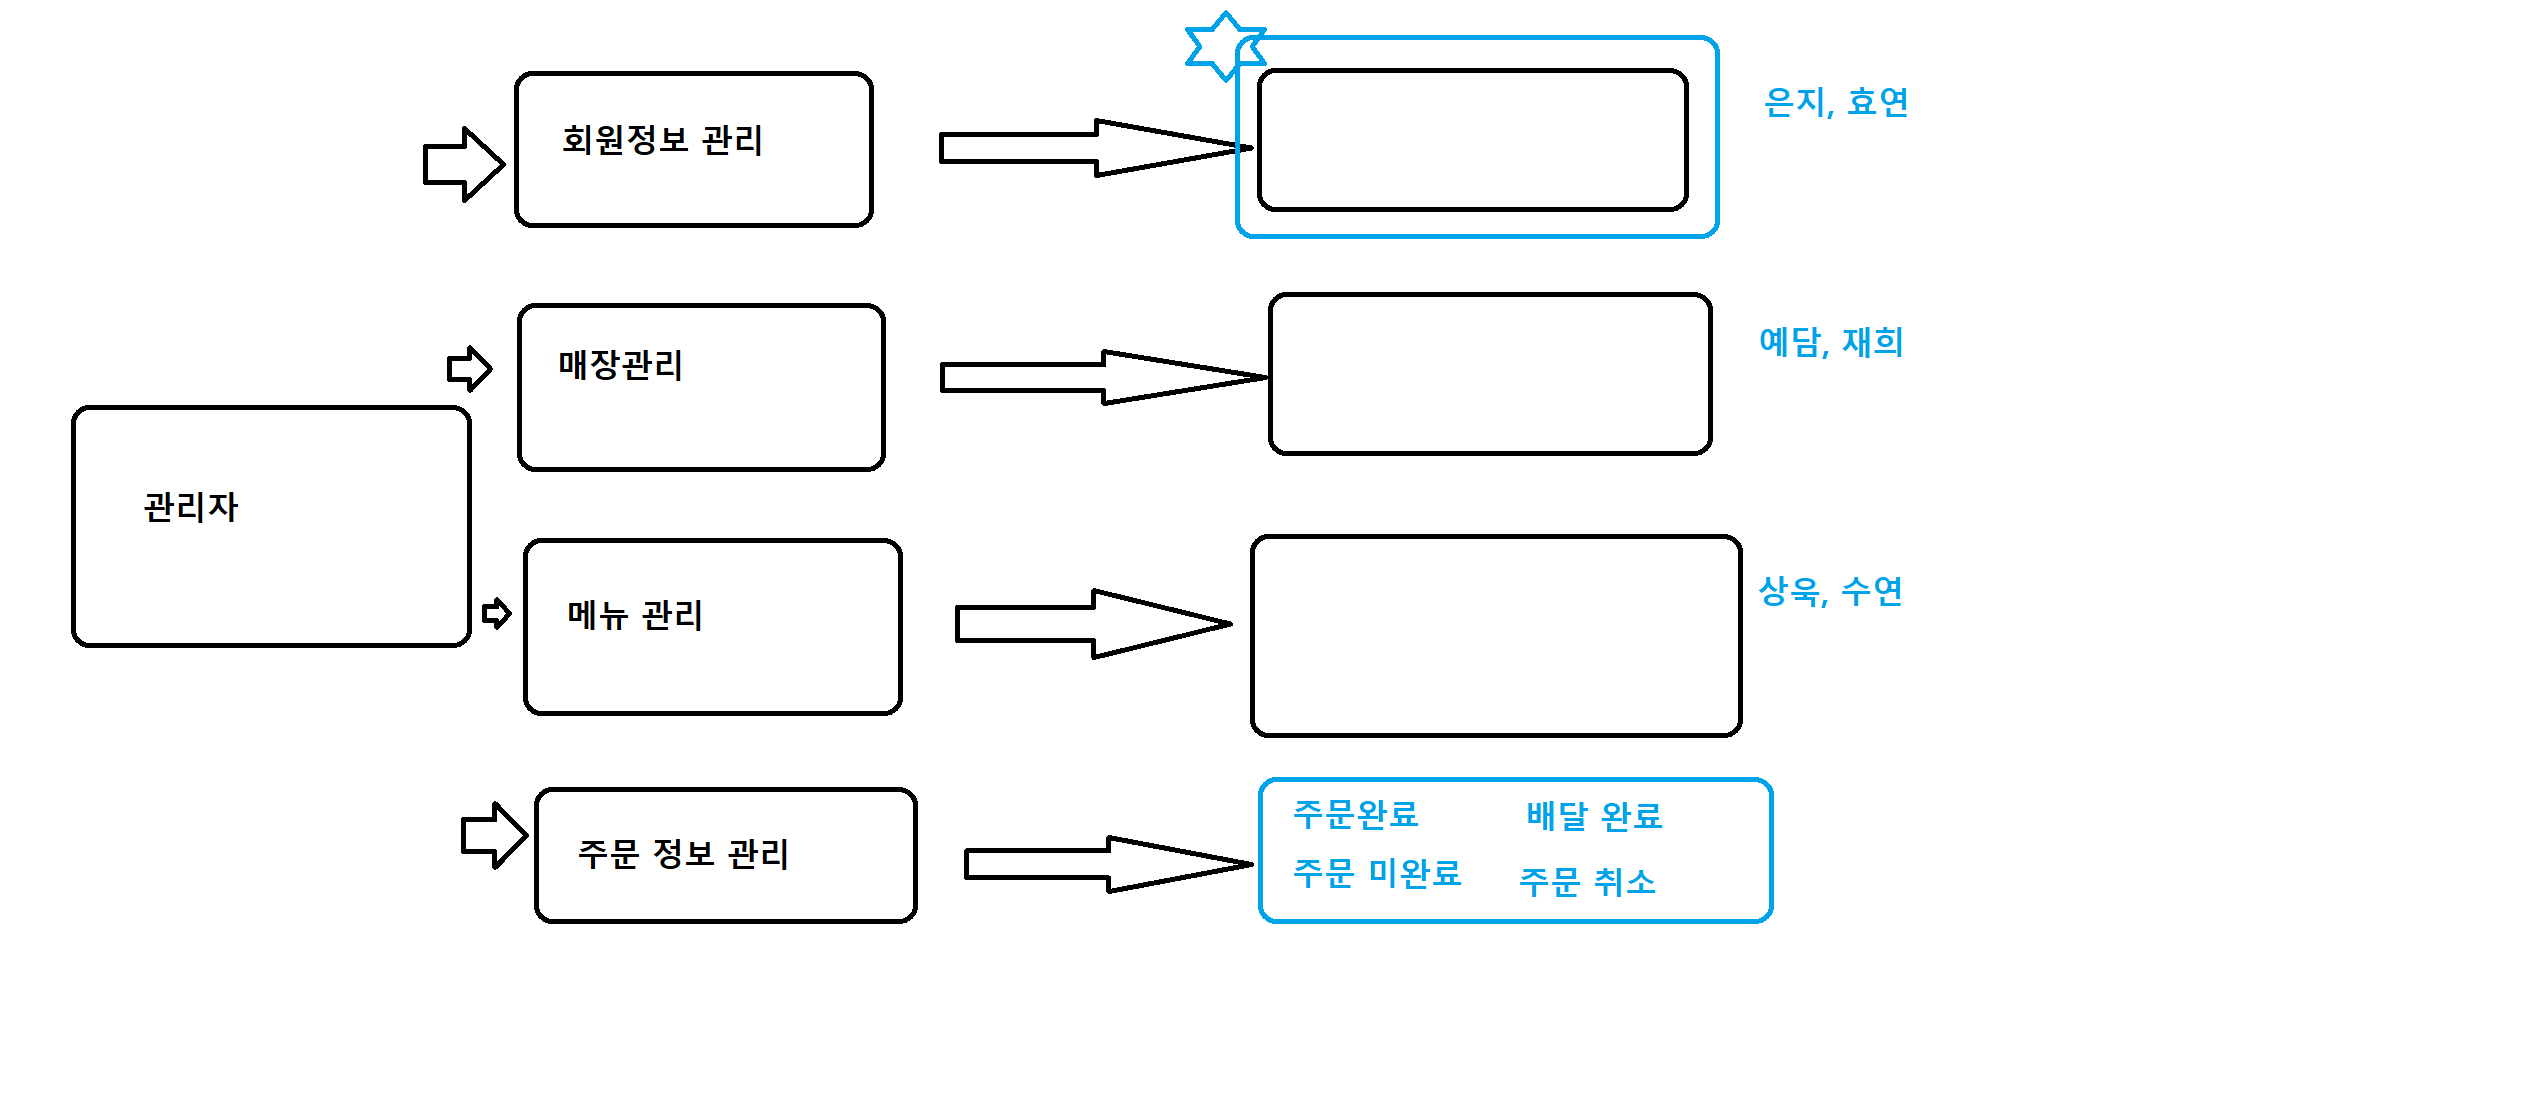 회원정보 관리
은지, 효연
매장관리
예담, 재희
관리자
메뉴 관리
상욱, 수연
주문 정보 관리
주문완료
배달 완료
주문 미완료
주문 취소